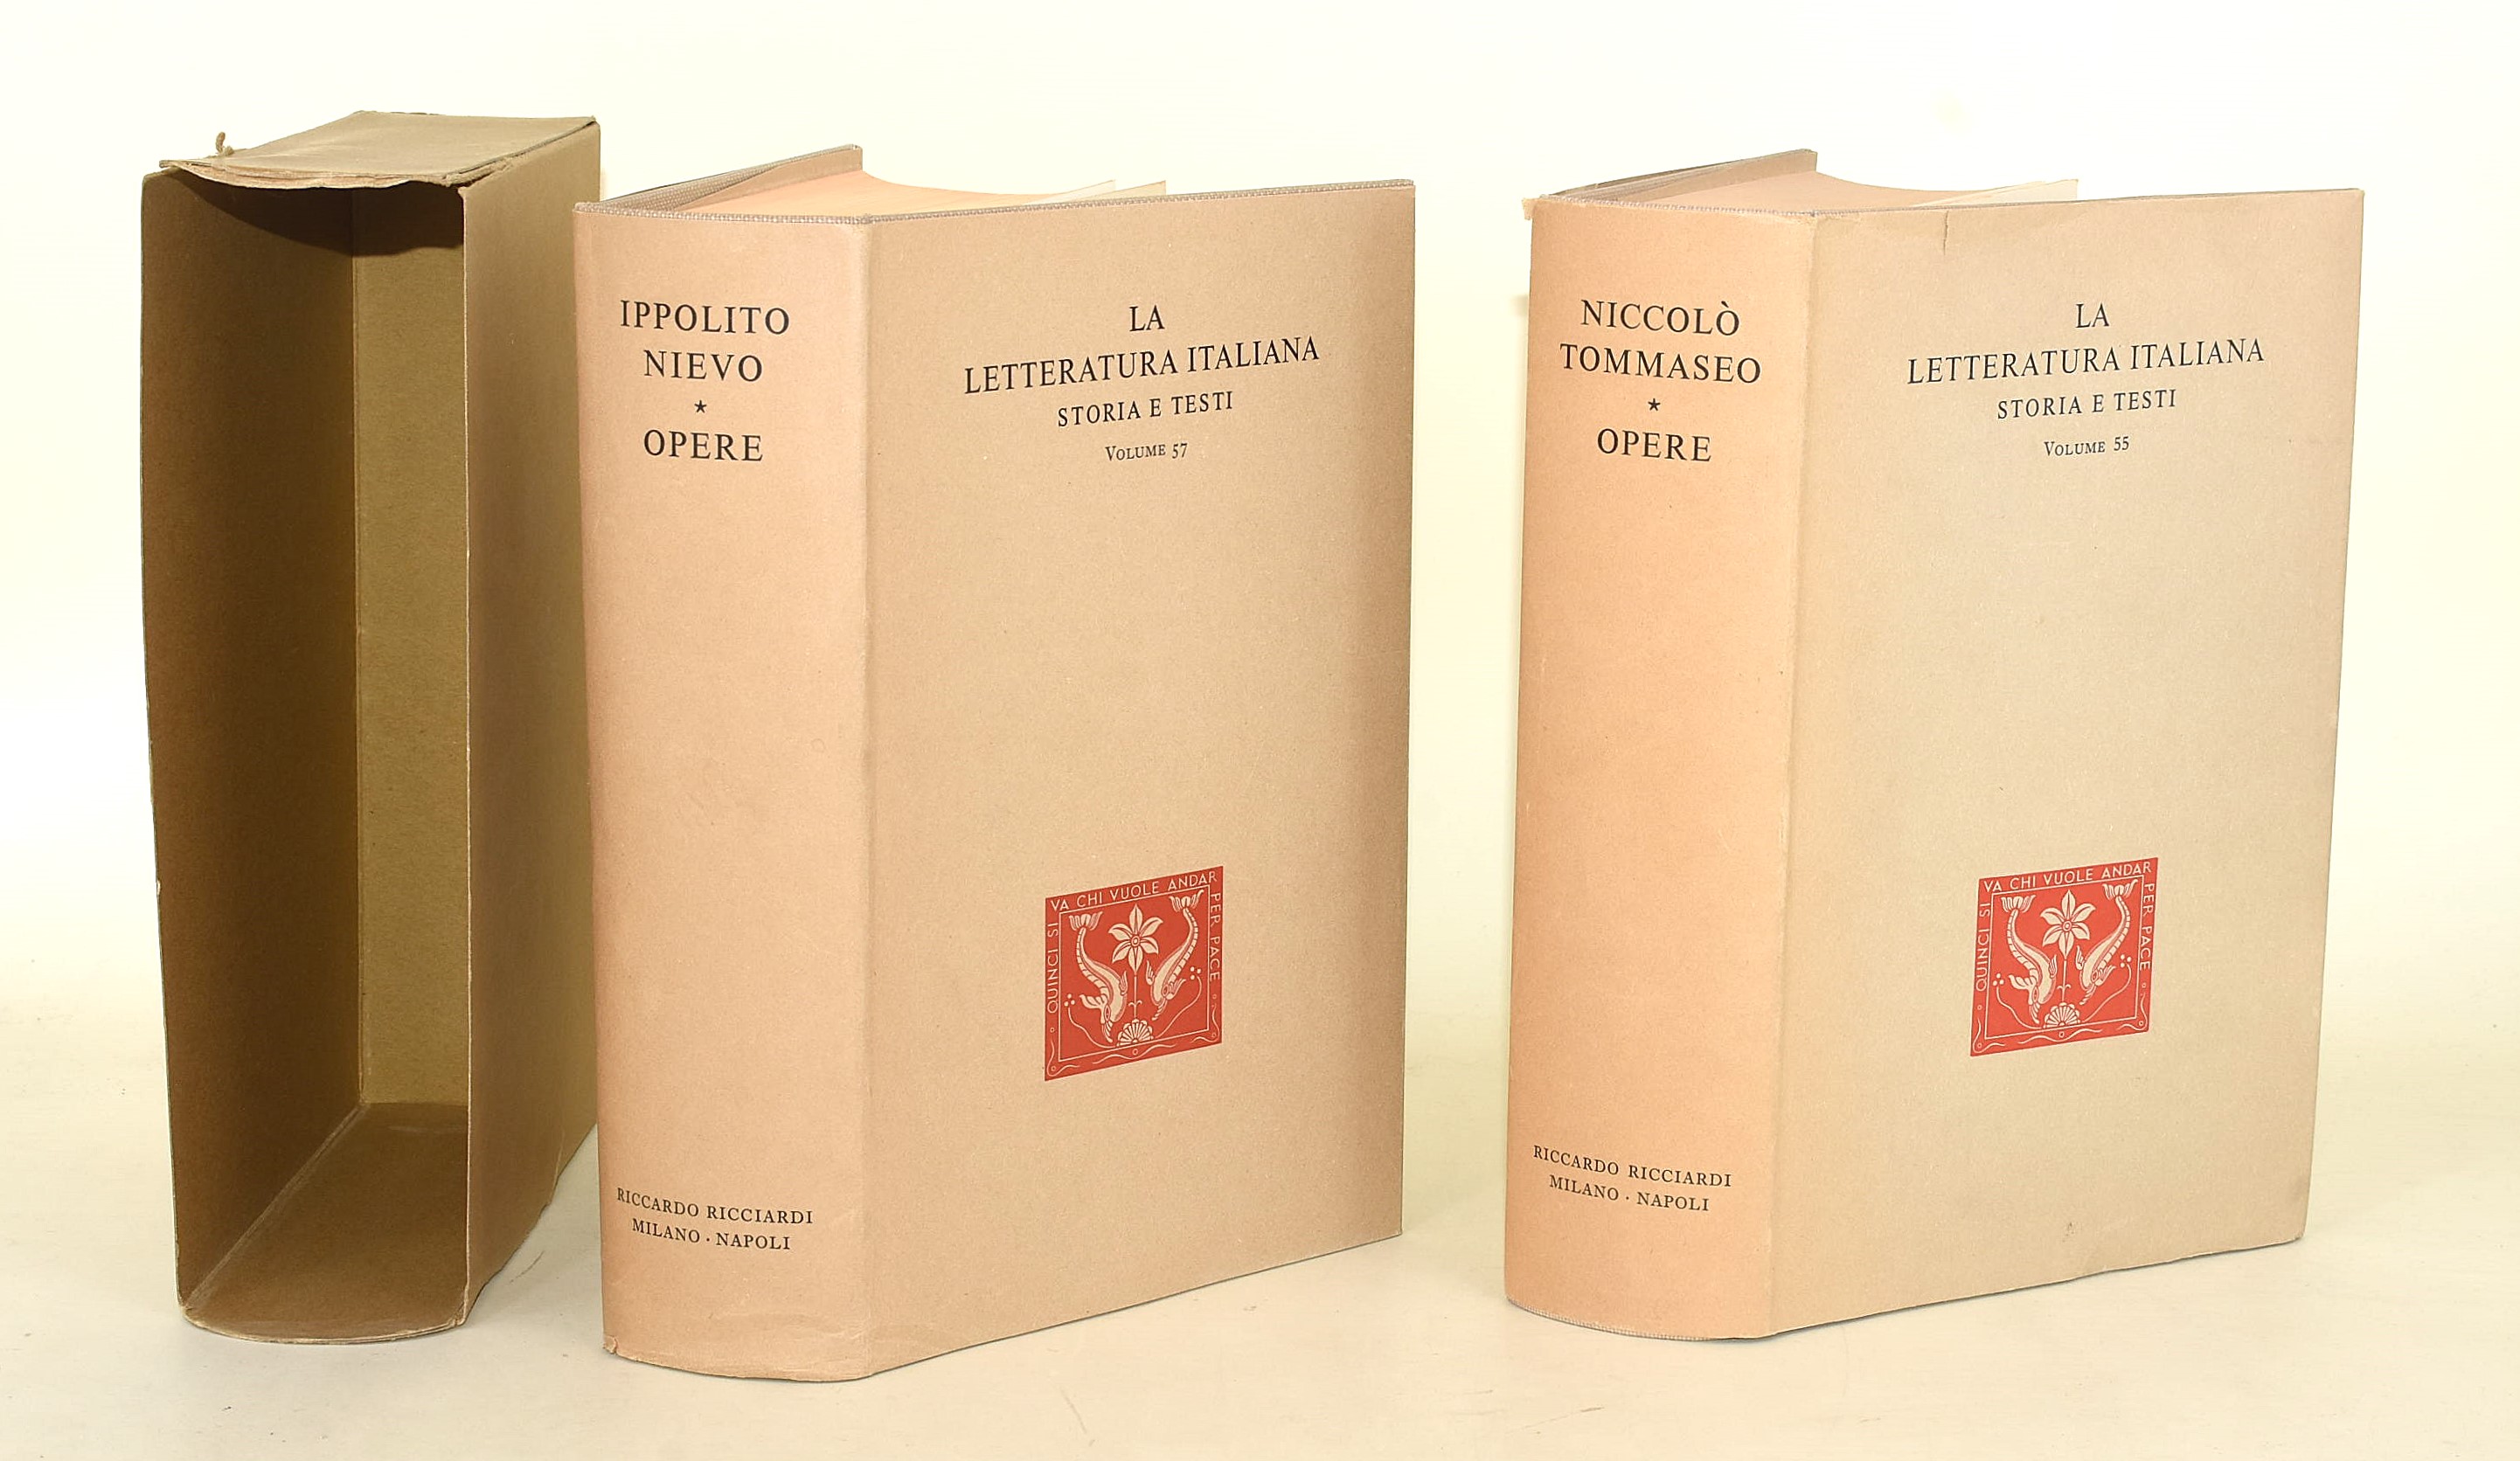 IPPOLITO
NIEVO
*
OPERE
RICCARDO RICCIARDI
MILANO · NAPOLI
LA
LETTERATURA ITALIANA
STORIA E TESTI
VOLUME 57
QUINCI SI
VA CHI VUOLE ANDAR
PER PACE
NICCOLÒ
TOMMASEO
*
OPERE
RICCARDO RICCIARDI
MILANO · NAPOLI
LA
LETTERATURA ITALIANA
STORIA E TESTI
VOLUME 55
QUINCI SI
VA CHI VUOLE ANDAR
PER PACE